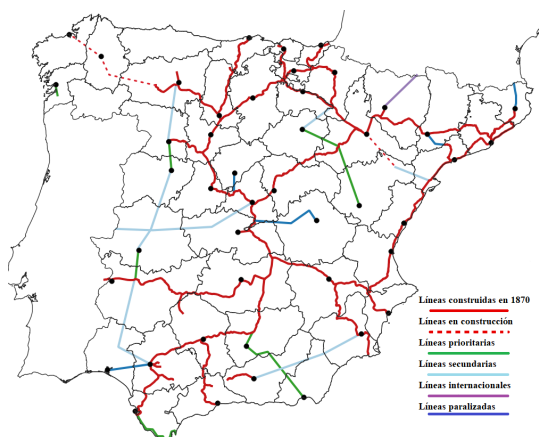 Líneas construidas en 1870
Líneas en construcción
Líneas prioritarias
Líneas secundarias
Líneas internacionales
Líneas paralizadas